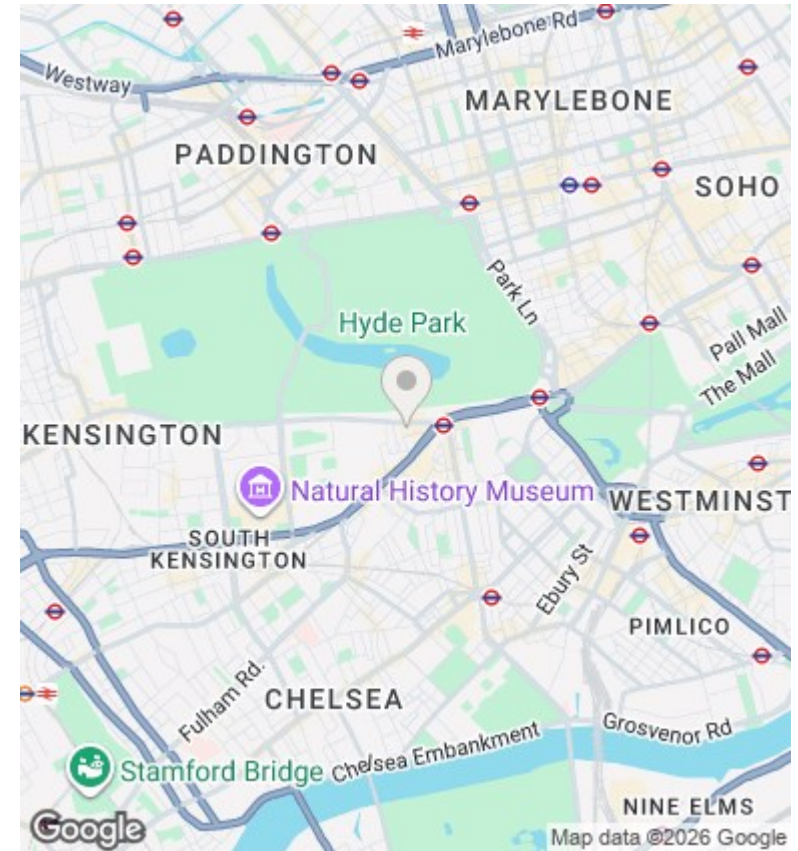 Marylebone Rd
Westway
MARYLEBONE
PADDINGTON
SOHO
Park Ln
Hyde Park
Pall Mall
The Mall
KENSINGTON
Natural History Museum
WESTMINST
SOUTH
KENSINGTON
Ebury St
PIMLICO
Fulham Rd.
CHELSEA
Grosvenor Rd
Chelsea Embankment
Stamford Bridge
NINE ELMS
Google
Map data ©2026 Google